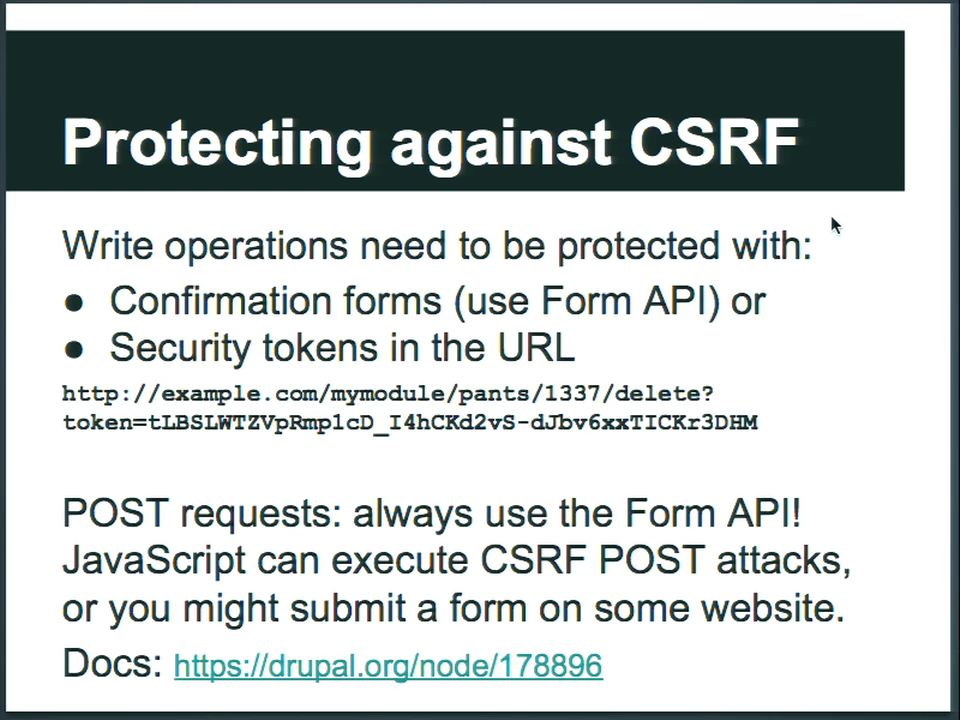 Protecting against CSRF
Write operations need to be protected with:
● Confirmation forms (use Form API) or
● Security tokens in the URL
http://example.com/mymodule/pants/1337/delete?
token=tLBSLWTZVpRmp1cD_I4hCKd2vS-dJbv6xxTICKr3DHM
POST requests: always use the Form API!
JavaScript can execute CSRF POST attacks,
or you might submit a form on some website.
Docs: https://drupal.org/node/178896